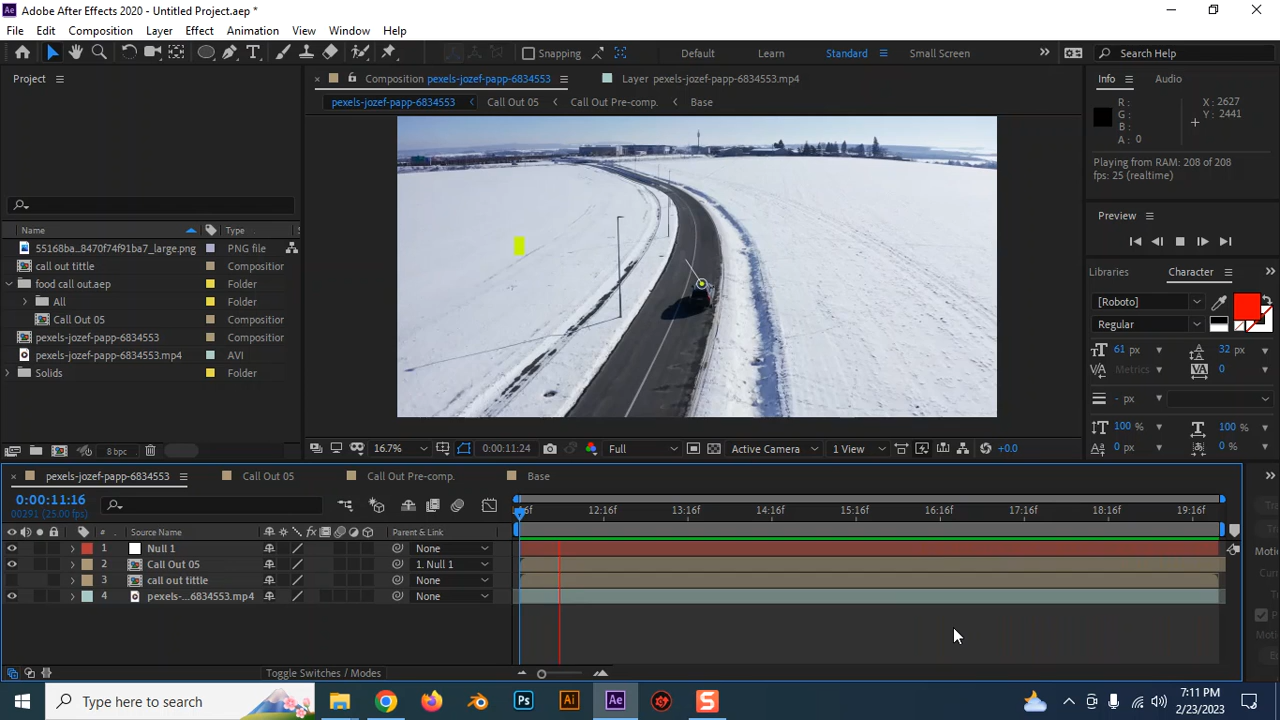 Adobe After Effects 2020 - Untitled Project.aep *
File Edit Composition Layer Effect Animation View Window Help
Snapping Default Learn Standard Small Screen Search Help
Project
Composition pexels-jozef-papp-6834553
Layer pexels-jozef-papp-6834553.mp4
Info Audio
pexels-jozef-papp-6834553 Call Out 05 Call Out Pre-comp. Base
R :
G :
B :
A : 0
X : 2627
Y : 2441
Playing from RAM: 208 of 208
fps: 25 (realtime)
Preview
Name Type
55168ba...8470f74f91ba7_large.png PNG file
call out tittle Compositior
food call out.aep Folder
All Folder
Call Out 05 Compositior
pexels-jozef-papp-6834553 Compositior
pexels-jozef-papp-6834553.mp4 AVI
Solids Folder
Libraries Character
[Roboto]
Regular
61 px 32 px
Metrics 0
- px
100 % 100 %
0 px 0 %
8 bpc
16.7% 0:00:11:24 Full Active Camera 1 View +0.0
pexels-jozef-papp-6834553 Call Out 05 Call Out Pre-comp. Base
0:00:11:16
00291 (25.00 fps)
:16f 12:16f 13:16f 14:16f 15:16f 16:16f 17:16f 18:16f 19:16f
# Source Name fx Parent & Link
1 Null 1 None
2 Call Out 05 1. Null 1
3 call out tittle None
4 pexels-...6834553.mp4 None
Toggle Switches / Modes
Type here to search
Ps Ai Ae S
7:11 PM
2/23/2023